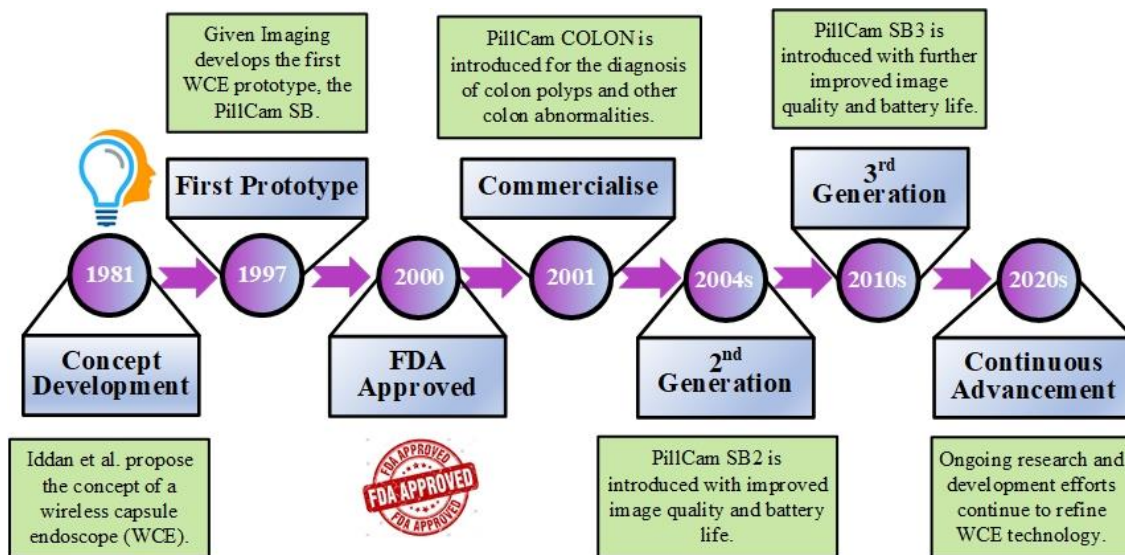 Given Imaging
develops the first
WCE prototype, the
PillCam SB.
PillCam COLON is
introduced for the diagnosis
of colon polyps and other
colon abnormalities.
PillCam SB3 is
introduced with further
improved image
quality and battery life.
First Prototype
Commercialise
3rd
Generation
1981
1997
2000
2001
2004s
2010s
2020s
Concept
Development
FDA
Approved
2nd
Generation
Continuous
Advancement
Iddan et al. propose
the concept of a
wireless capsule
endoscope (WCE).
FDA APPROVED
FDA APPROVED
FDA APPROVED
PillCam SB2 is
introduced with improved
image quality and battery
life.
Ongoing research and
development efforts
continue to refine
WCE technology.